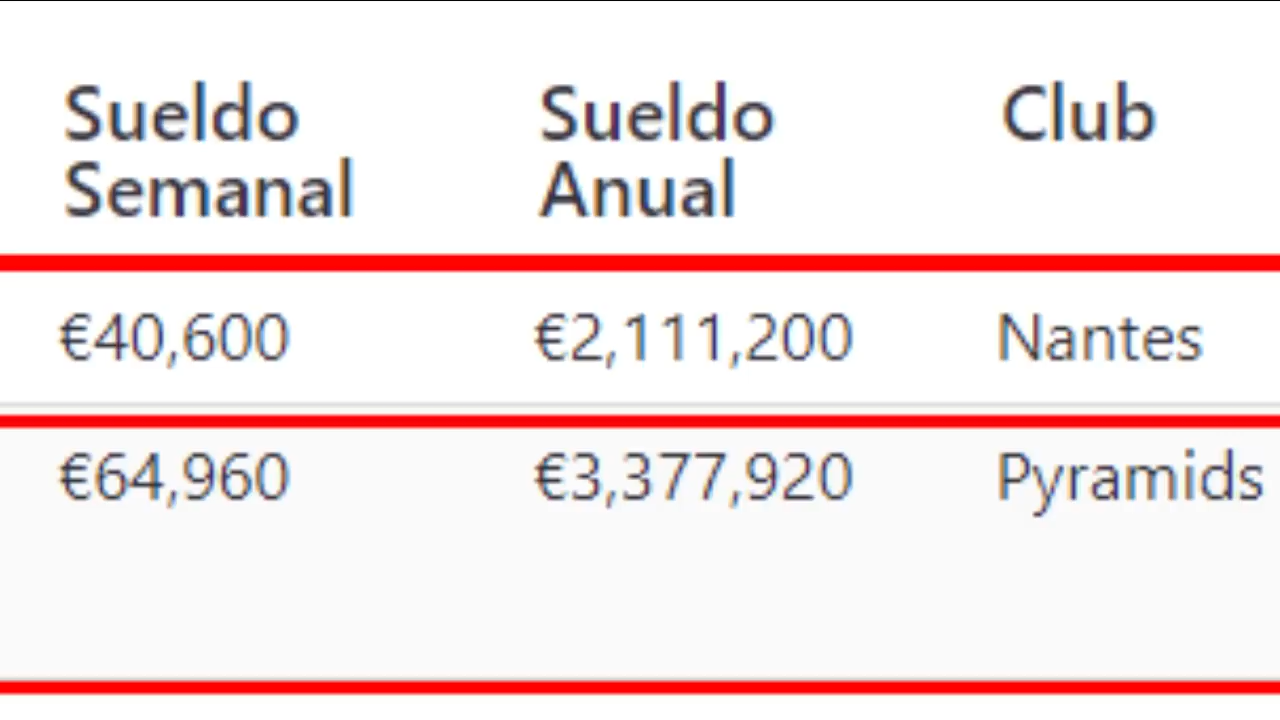 Sueldo Semanal Sueldo Anual Club
€40,600 €2,111,200 Nantes
€64,960 €3,377,920 Pyramids